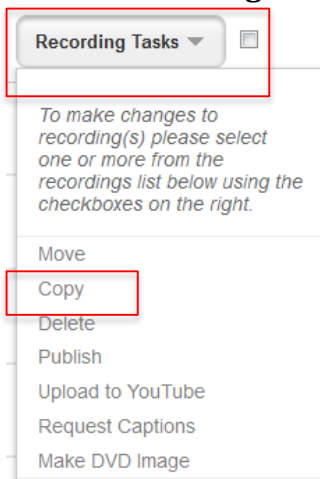 Recording Tasks
To make changes to
recording(s) please select
one or more from the
recordings list below using the
checkboxes on the right.
Move
Copy
Delete
Publish
Upload to YouTube
Request Captions
Make DVD Image